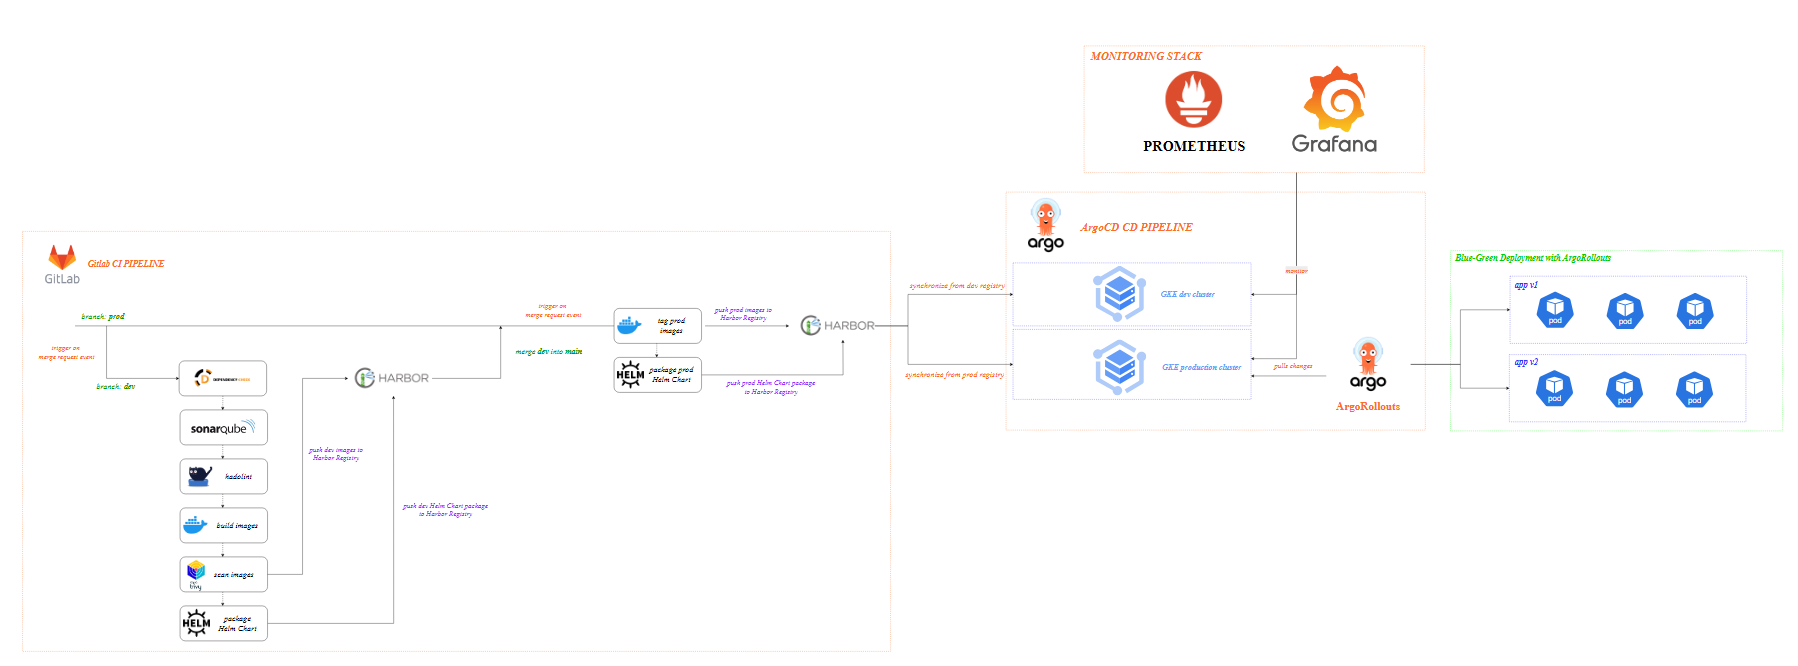 MONITORING STACK
PROMETHEUS
Grafana
argo
ArgoCD CD PIPELINE
GitLab
Gitlab CI PIPELINE
branch: prod
trigger on
merge request event
branch: dev
DEPENDENCY-CHECK
sonarqube
hadolint
build images
trivy
scan images
HELM
package
Helm Chart
push dev images to
Harbor Registry
push dev Helm Chart package
to Harbor Registry
HARBOR
trigger on
merge request event
merge dev into main
tag prod
images
HELM
package prod
Helm Chart
push prod images to
Harbor Registry
push prod Helm Chart package
to Harbor Registry
HARBOR
synchronize from dev registry
synchronize from prod registry
GKE dev cluster
GKE production cluster
monitor
pulls changes
argo
ArgoRollouts
Blue-Green Deployment with ArgoRollouts
app v1
pod
pod
pod
app v2
pod
pod
pod